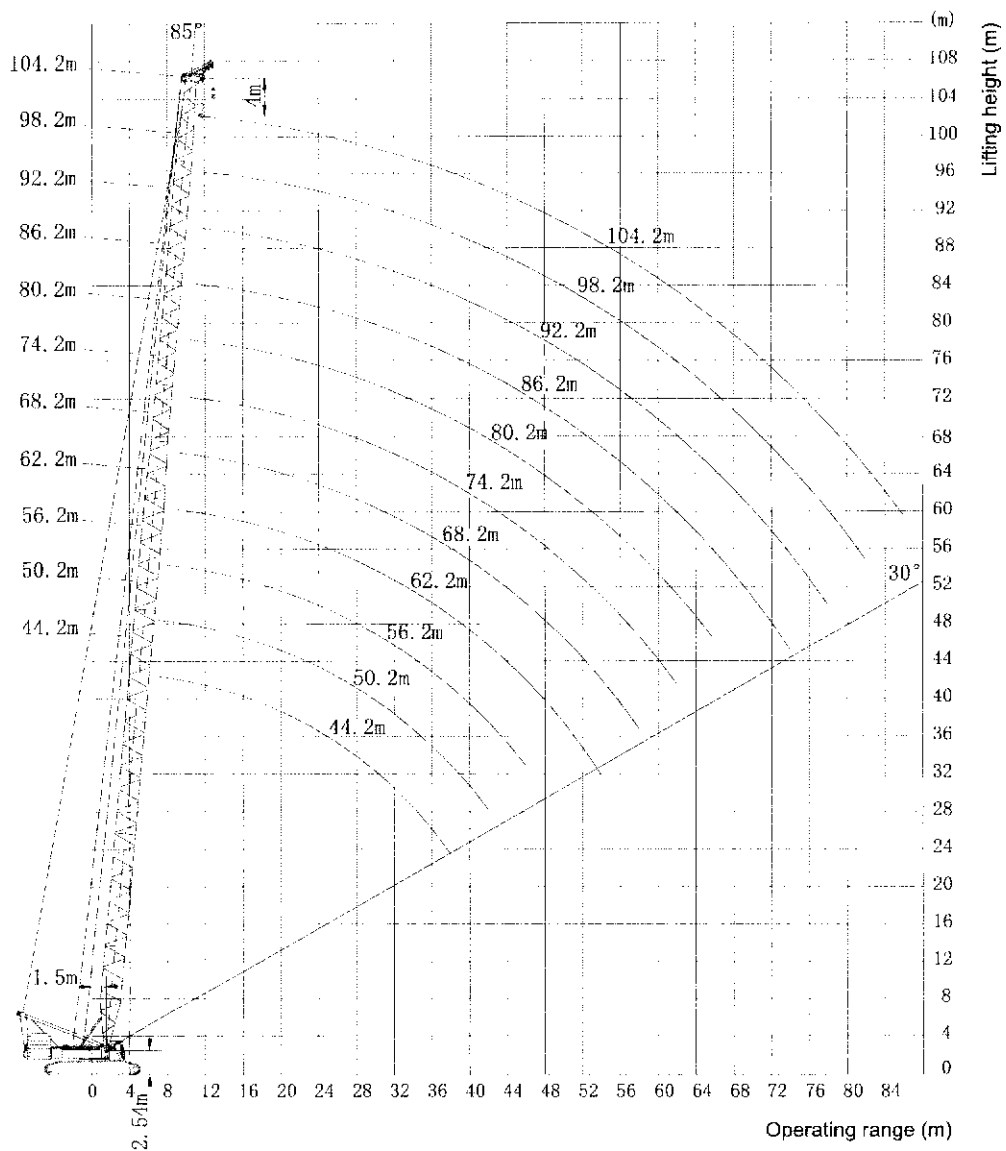 85°
(m)
Lifting height (m)
104.2m
98.2m
92.2m
86.2m
80.2m
74.2m
68.2m
62.2m
56.2m
50.2m
44.2m
4m
108
104
100
96
92
88
84
80
76
72
68
64
60
56
52
48
44
40
36
32
28
24
20
16
12
8
4
0
104.2m
98.2m
92.2m
86.2m
80.2m
74.2m
68.2m
62.2m
56.2m
50.2m
44.2m
30°
1.5m
2.54m
0 4 8 12 16 20 24 28 32 36 40 44 48 52 56 60 64 68 72 76 80 84
Operating range (m)